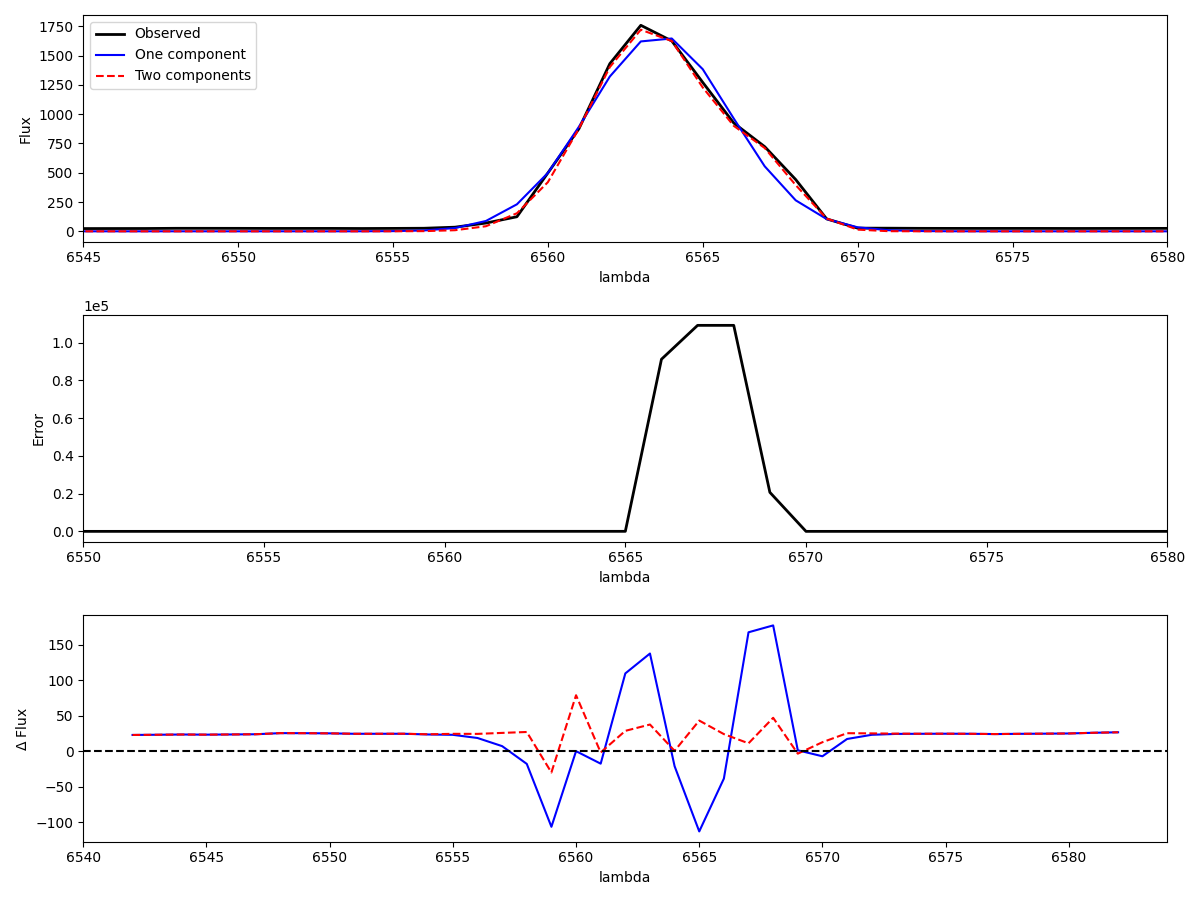 1750
1500
1250
1000
750
500
250
0
Flux
Observed
One component
Two components
6545 6550 6555 6560 6565 6570 6575 6580
lambda
1e5
1.0
0.8
0.6
0.4
0.2
0.0
Error
6550 6555 6560 6565 6570 6575 6580
lambda
150
100
50
0
−50
−100
Δ Flux
6540 6545 6550 6555 6560 6565 6570 6575 6580
lambda